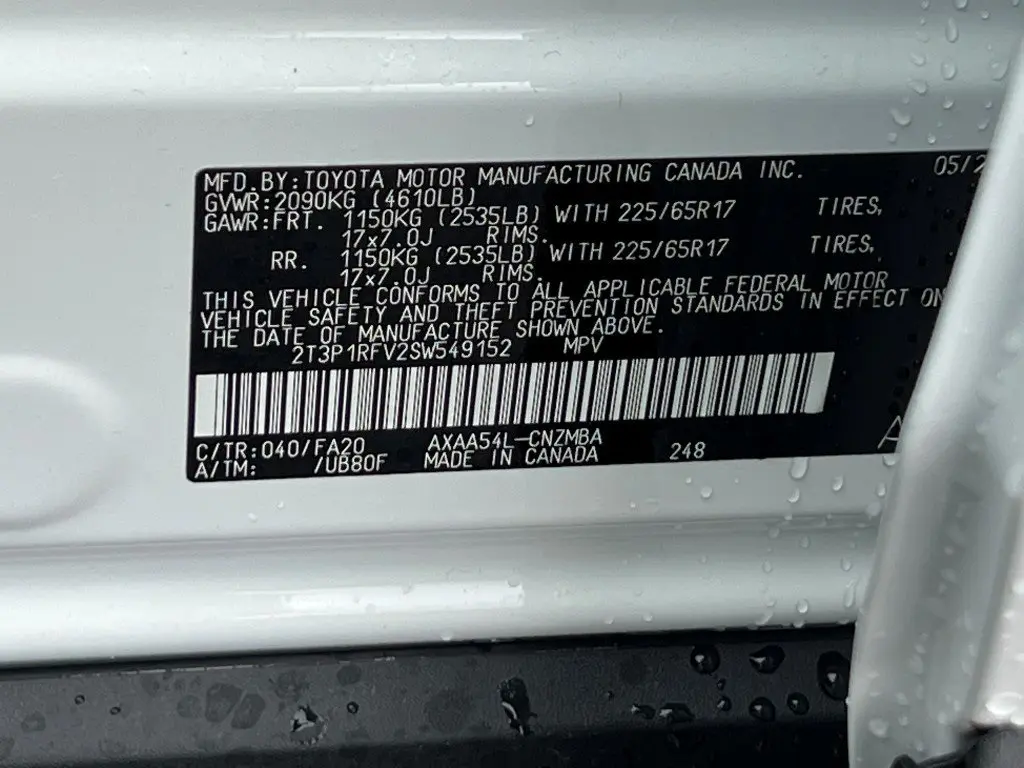 MFD.BY:TOYOTA MOTOR MANUFACTURING CANADA INC. 05/2
GVWR:2090KG (4610LB)
GAWR:FRT. 1150KG (2535LB) WITH 225/65R17 TIRES,
17x7.0J RIMS.
RR. 1150KG (2535LB) WITH 225/65R17 TIRES,
17x7.0J RIMS.
THIS VEHICLE CONFORMS TO ALL APPLICABLE FEDERAL MOTOR
VEHICLE SAFETY AND THEFT PREVENTION STANDARDS IN EFFECT ON
THE DATE OF MANUFACTURE SHOWN ABOVE.
2T3P1RFV2SW549152 MPV
C/TR:040/FA20 AXAA54L-CNZMBA 248 A
A/TM: /UB80F MADE IN CANADA